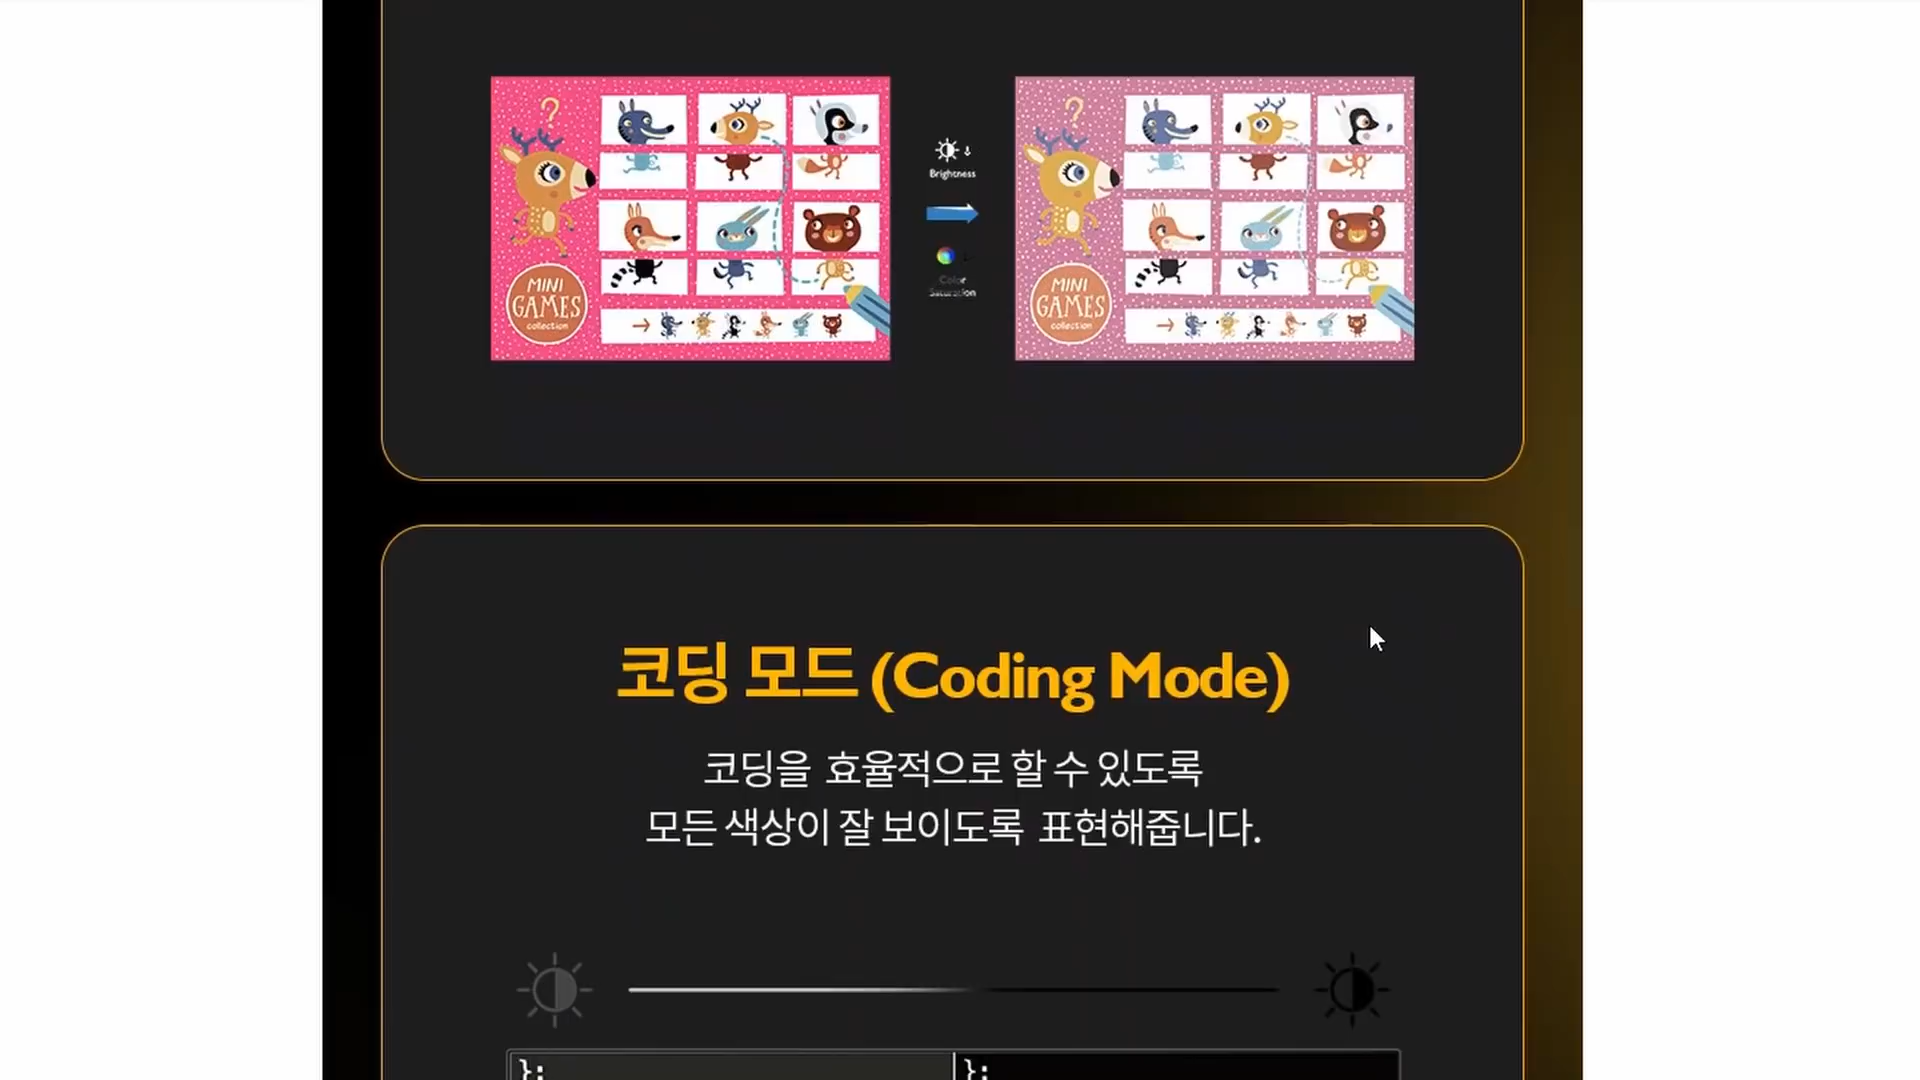 ?
MINI
GAMES
collection
Brightness
Color
Saturation
?
MINI
GAMES
collection
코딩 모드 (Coding Mode)
코딩을 효율적으로 할 수 있도록
모든 색상이 잘 보이도록 표현해줍니다.
}; };